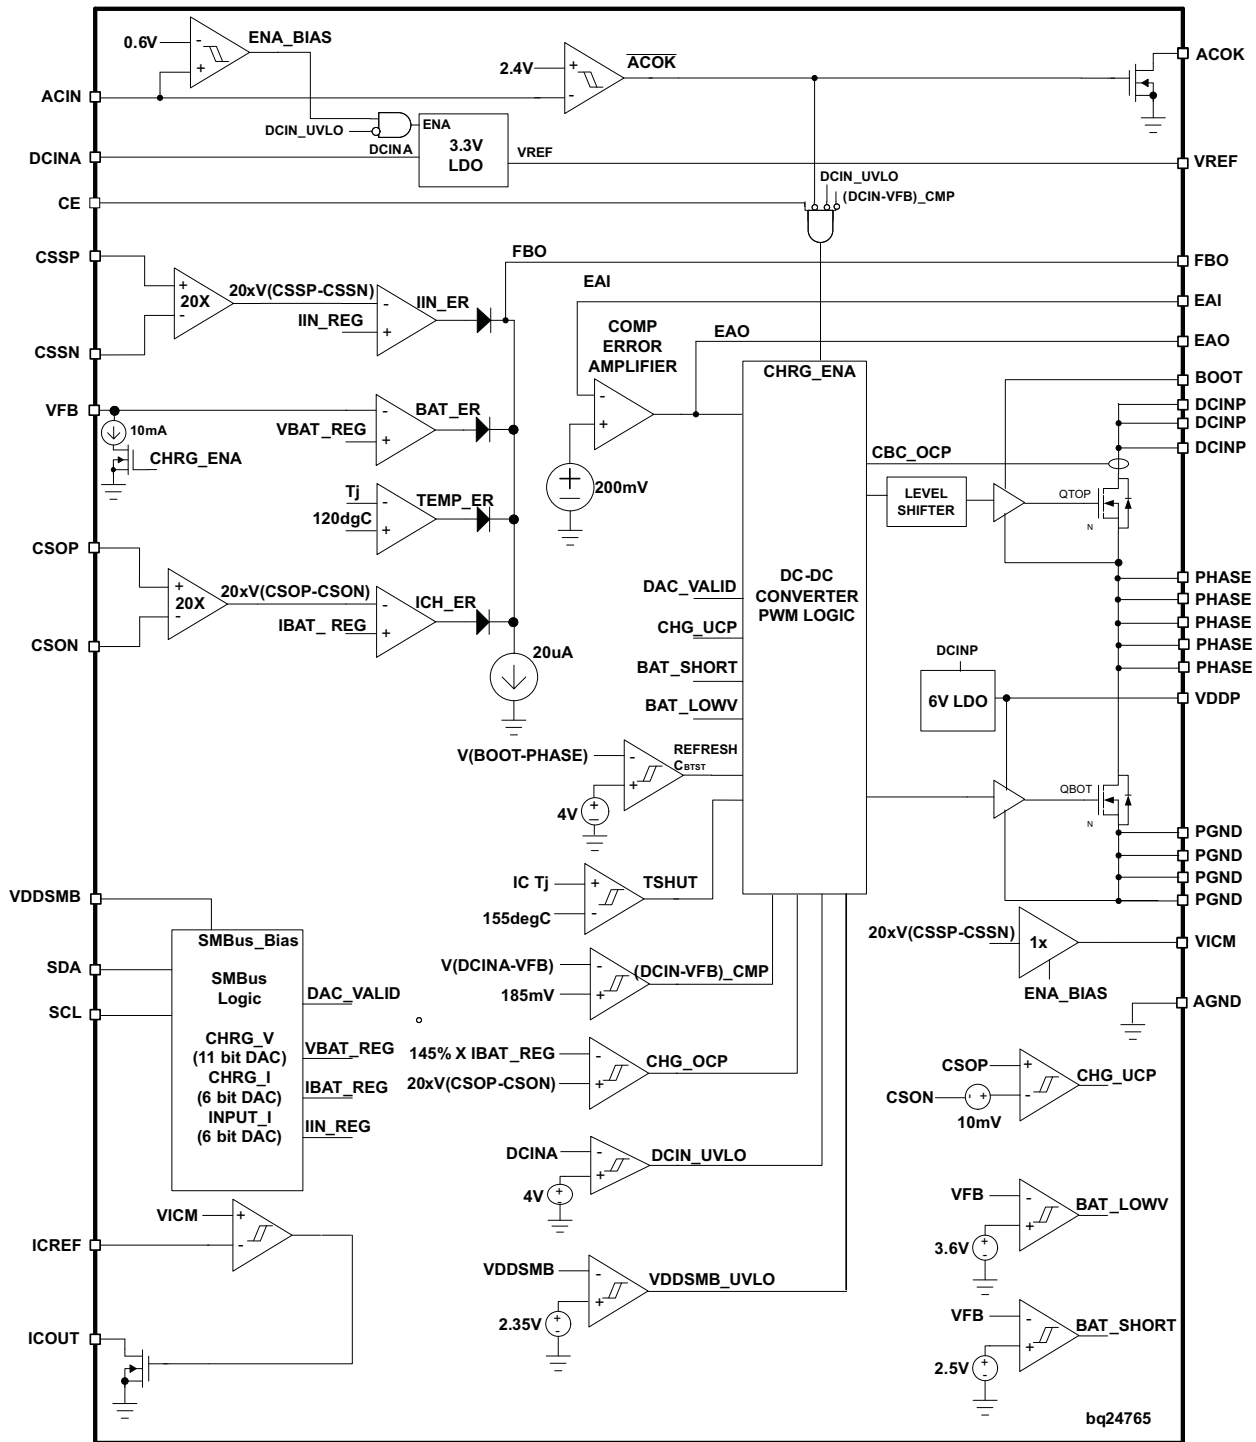 0.6V
-
+
ENA_BIAS
2.4V
+
-
ACOK
ACOK
ACIN
DCIN_UVLO
ENA
DCINA
DCINA
3.3V
LDO
VREF
VREF
CE
DCIN_UVLO
(DCIN-VFB)_CMP
CSSP
+
20X
-
20xV(CSSP-CSSN)
IIN_REG
-
+
IIN_ER
FBO
FBO
EAI
EAI
CSSN
COMP
ERROR
AMPLIFIER
-
+
EAO
EAO
200mV
CHRG_ENA
BOOT
DCINP
DCINP
DCINP
VFB
10mA
CHRG_ENA
VBAT_REG
-
+
BAT_ER
CBC_OCP
LEVEL
SHIFTER
QTOP
N
Tj
120dgC
-
+
TEMP_ER
CSOP
+
20X
-
20xV(CSOP-CSON)
IBAT_ REG
-
+
ICH_ER
CSON
20uA
DC-DC
CONVERTER
PWM LOGIC
DAC_VALID
CHG_UCP
BAT_SHORT
BAT_LOWV
PHASE
PHASE
PHASE
PHASE
PHASE
DCINP
6V LDO
VDDP
V(BOOT-PHASE)
-
+
4V
+
-
REFRESH
CBTST
QBOT
N
PGND
PGND
PGND
PGND
IC Tj
155degC
+
-
TSHUT
VDDSMB
SMBus_Bias
SMBus
Logic
SDA
SCL
DAC_VALID
CHRG_V
(11 bit DAC)
CHRG_I
(6 bit DAC)
INPUT_I
(6 bit DAC)
VBAT_REG
IBAT_REG
IIN_REG
V(DCINA-VFB)
185mV
-
+
(DCIN-VFB)_CMP
20xV(CSSP-CSSN)
1x
ENA_BIAS
VICM
AGND
145% X IBAT_REG
20xV(CSOP-CSON)
-
+
CHG_OCP
CSOP
CSON
- +
10mV
+
-
CHG_UCP
DCINA
-
+
4V
+
-
DCIN_UVLO
VICM
+
-
ICREF
VFB
-
+
3.6V
+
-
BAT_LOWV
VDDSMB
-
+
2.35V
+
-
VDDSMB_UVLO
ICOUT
VFB
-
+
2.5V
+
-
BAT_SHORT
bq24765